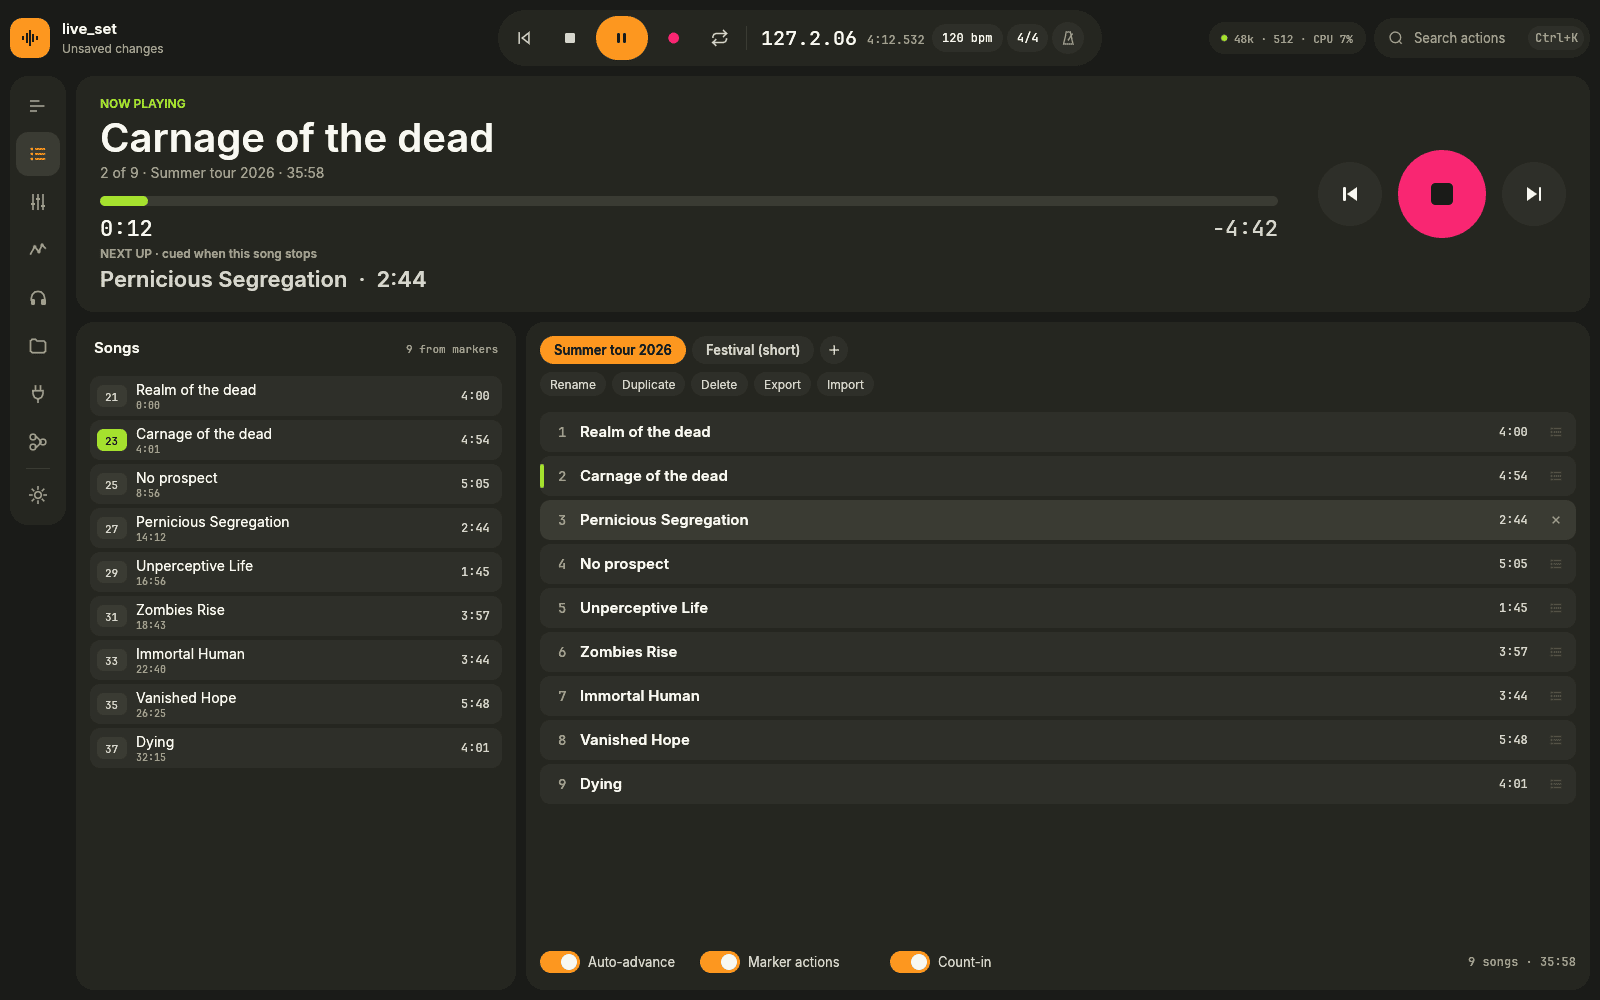 live_set
Unsaved changes
127.2.06 4:12.532 120 bpm 4/4
48k · 512 · CPU 7%
Search actions Ctrl+K
NOW PLAYING
Carnage of the dead
2 of 9 · Summer tour 2026 · 35:58
0:12 -4:42
NEXT UP · cued when this song stops
Pernicious Segregation · 2:44
Songs 9 from markers
21 Realm of the dead 4:00
0:00
23 Carnage of the dead 4:54
4:01
25 No prospect 5:05
8:56
27 Pernicious Segregation 2:44
14:12
29 Unperceptive Life 1:45
16:56
31 Zombies Rise 3:57
18:43
33 Immortal Human 3:44
22:40
35 Vanished Hope 5:48
26:25
37 Dying 4:01
32:15
Summer tour 2026 Festival (short) +
Rename Duplicate Delete Export Import
1 Realm of the dead 4:00
2 Carnage of the dead 4:54
3 Pernicious Segregation 2:44
4 No prospect 5:05
5 Unperceptive Life 1:45
6 Zombies Rise 3:57
7 Immortal Human 3:44
8 Vanished Hope 5:48
9 Dying 4:01
Auto-advance Marker actions Count-in 9 songs · 35:58